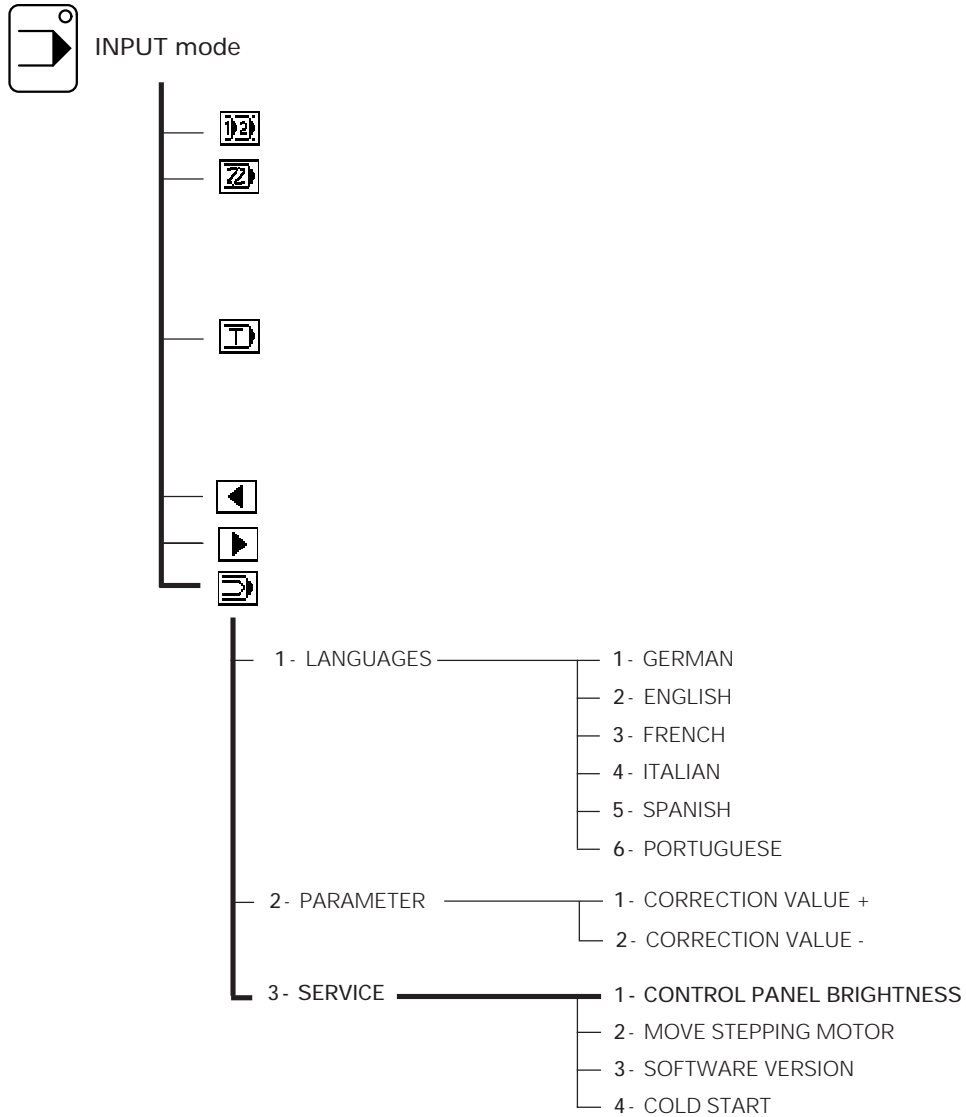 INPUT mode
1 2
T
1 - LANGUAGES
1 - GERMAN
2 - ENGLISH
3 - FRENCH
4 - ITALIAN
5 - SPANISH
6 - PORTUGUESE
2 - PARAMETER
1 - CORRECTION VALUE +
2 - CORRECTION VALUE -
3 - SERVICE
1 - CONTROL PANEL BRIGHTNESS
2 - MOVE STEPPING MOTOR
3 - SOFTWARE VERSION
4 - COLD START